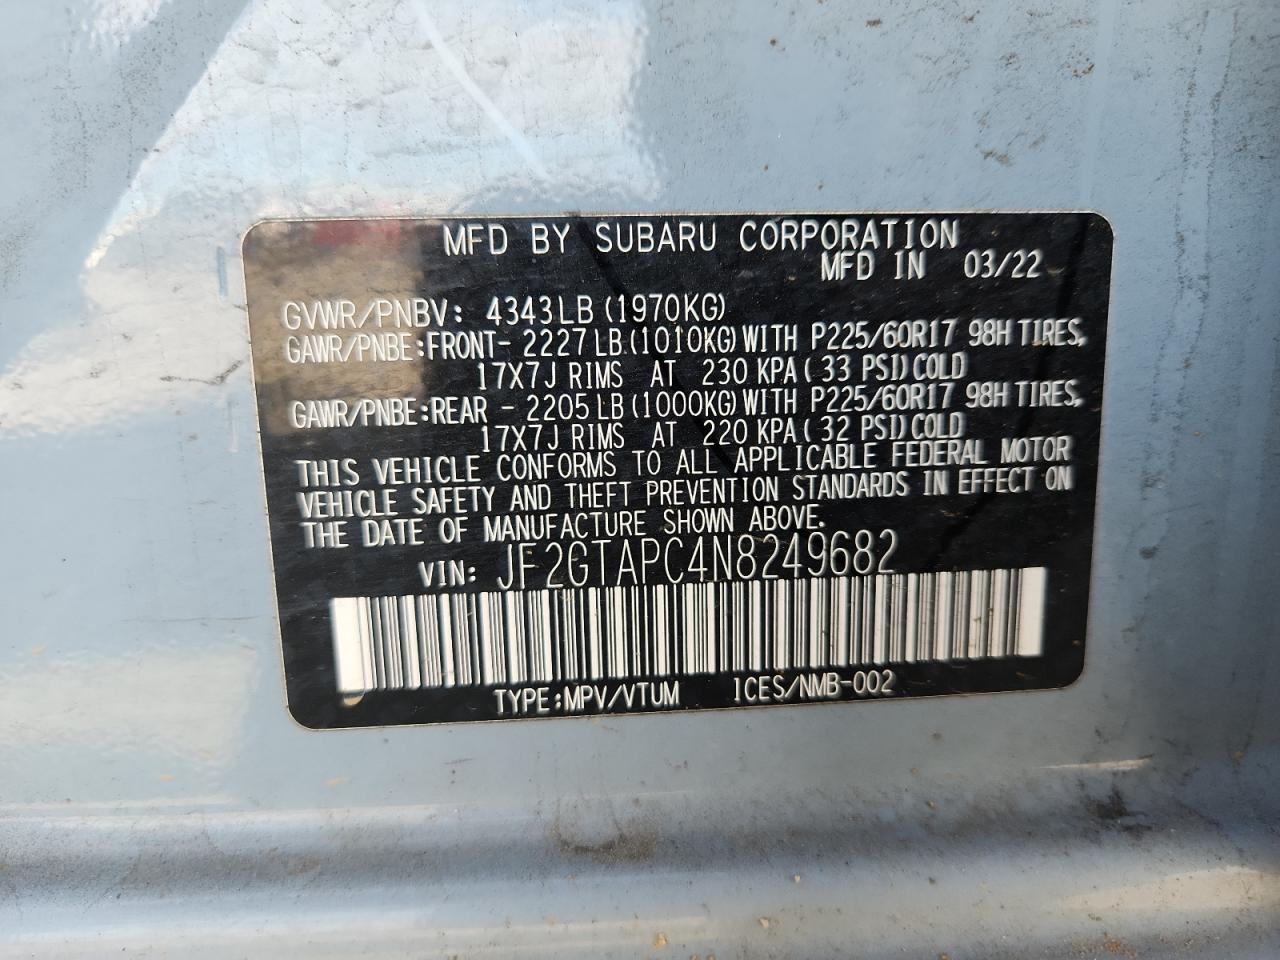 MFD BY SUBARU CORPORATION
MFD IN 03/22
GVWR/PNBV: 4343LB (1970KG)
GAWR/PNBE:FRONT- 2227LB(1010KG)WITH P225/60R17 98H TIRES,
17X7J RIMS AT 230 KPA(33 PSI)COLD
GAWR/PNBE:REAR - 2205LB(1000KG)WITH P225/60R17 98H TIRES,
17X7J RIMS AT 220 KPA(32 PSI)COLD
THIS VEHICLE CONFORMS TO ALL APPLICABLE FEDERAL MOTOR
VEHICLE SAFETY AND THEFT PREVENTION STANDARDS IN EFFECT ON
THE DATE OF MANUFACTURE SHOWN ABOVE.
VIN: JF2GTAPC4N8249682
TYPE:MPV/VTUM ICES/NMB-002